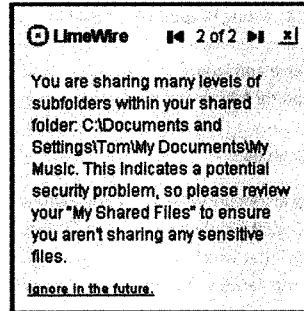 LimeWire 2 of 2
You are sharing many levels of
subfolders within your shared
folder: C:\Documents and
Settings\Tom\My Documents\My
Music. This indicates a potential
security problem, so please review
your "My Shared Files" to ensure
you aren't sharing any sensitive
files.
Ignore in the future.